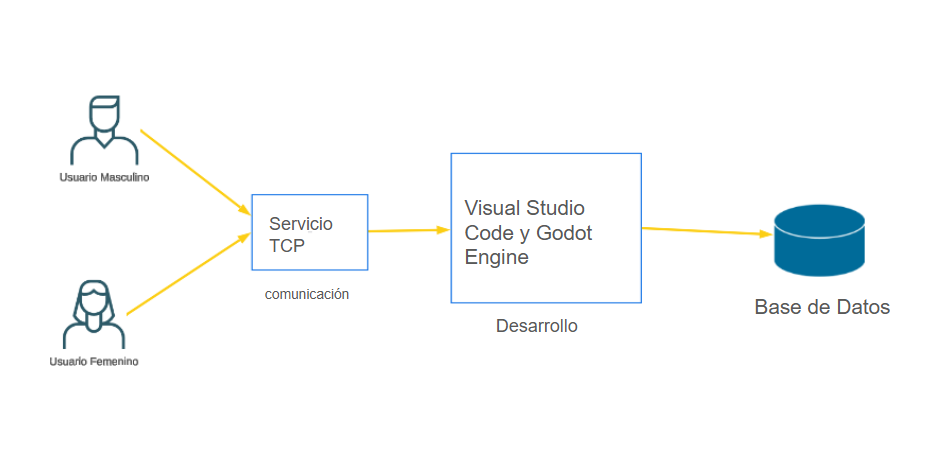 Usuario Masculino
Servicio
TCP
comunicación
Visual Studio
Code y Godot
Engine
Desarrollo
Base de Datos
Usuario Femenino